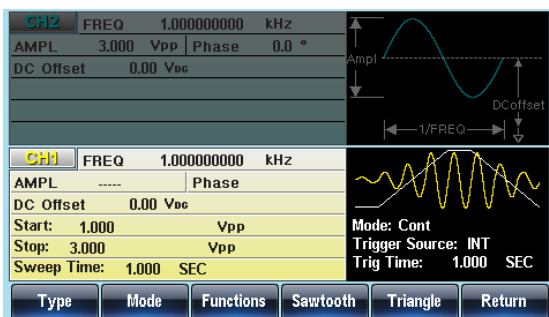 CH2 FREQ 1.000000000 kHz
AMPL 3.000 Vpp Phase 0.0 °
DC Offset 0.00 VDC
Ampl
DCoffset
1/FREQ
CH1 FREQ 1.000000000 kHz
AMPL ----- Phase
DC Offset 0.00 VDC
Start: 1.000 Vpp
Stop: 3.000 Vpp
Sweep Time: 1.000 SEC
Mode: Cont
Trigger Source: INT
Trig Time: 1.000 SEC
Type Mode Functions Sawtooth Triangle Return